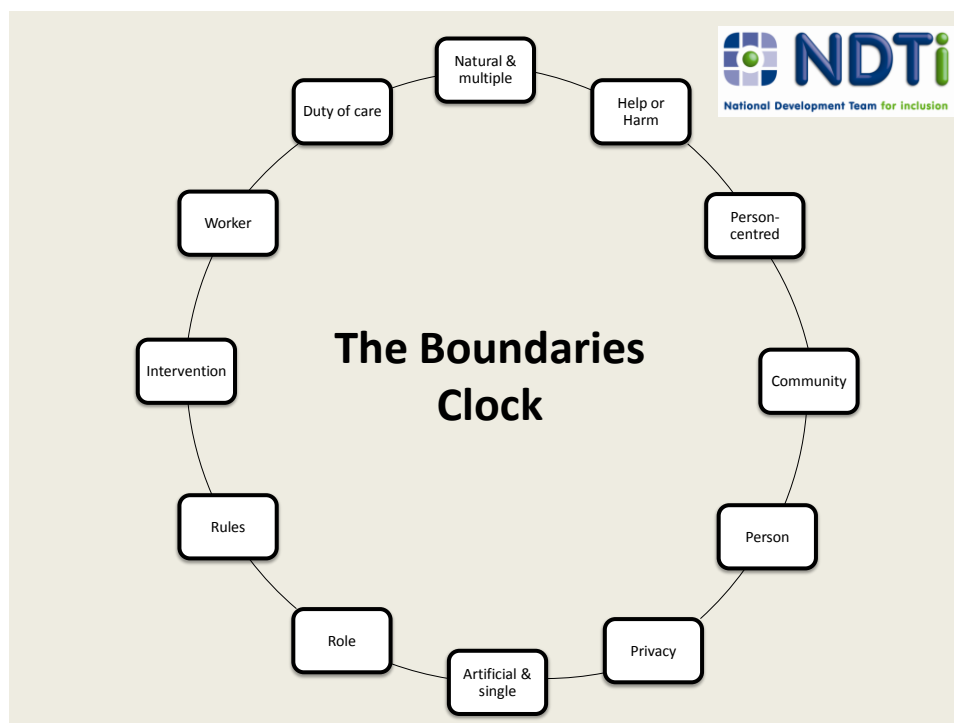 NDTi
National Development Team for inclusion
Natural &
multiple
Help or
Harm
Person-
centred
Community
Person
Privacy
Artificial &
single
Role
Rules
Intervention
Worker
Duty of care
The Boundaries
Clock